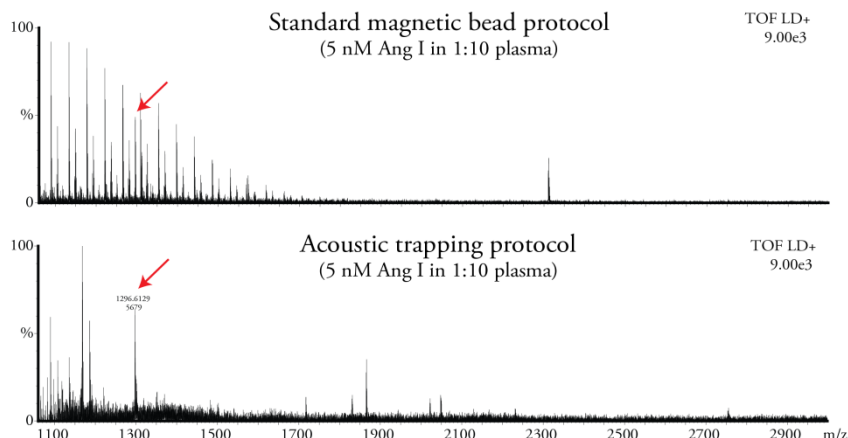 Standard magnetic bead protocol
(5 nM Ang I in 1:10 plasma)
TOF LD+
9.00e3
100
%
0
Acoustic trapping protocol
(5 nM Ang I in 1:10 plasma)
TOF LD+
9.00e3
100
1296.6129
5679
%
0
1100 1300 1500 1700 1900 2100 2300 2500 2700 2900 m/z